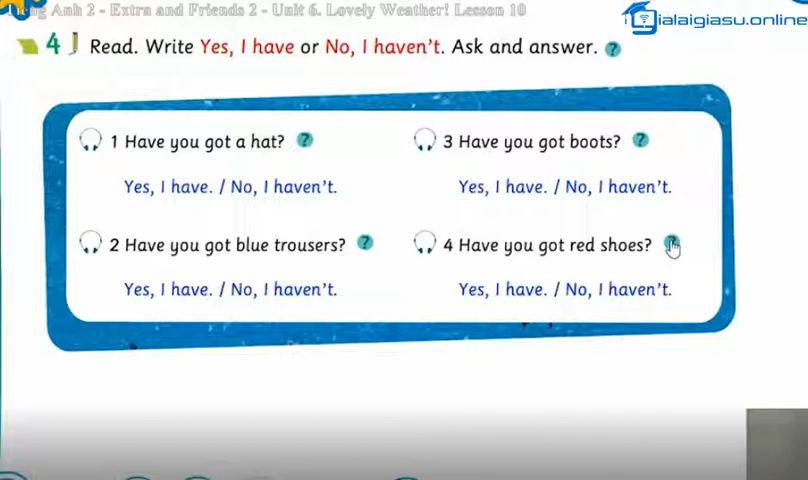 Tieng Anh 2 - Extra and Friends 2 - Unit 6. Lovely Weather! Lesson 10
ialaigiasu.online
4 Read. Write Yes, I have or No, I haven't. Ask and answer. ?
1 Have you got a hat? ?
Yes, I have. / No, I haven't.
2 Have you got blue trousers? ?
Yes, I have. / No, I haven't.
3 Have you got boots? ?
Yes, I have. / No, I haven't.
4 Have you got red shoes? ?
Yes, I have. / No, I haven't.